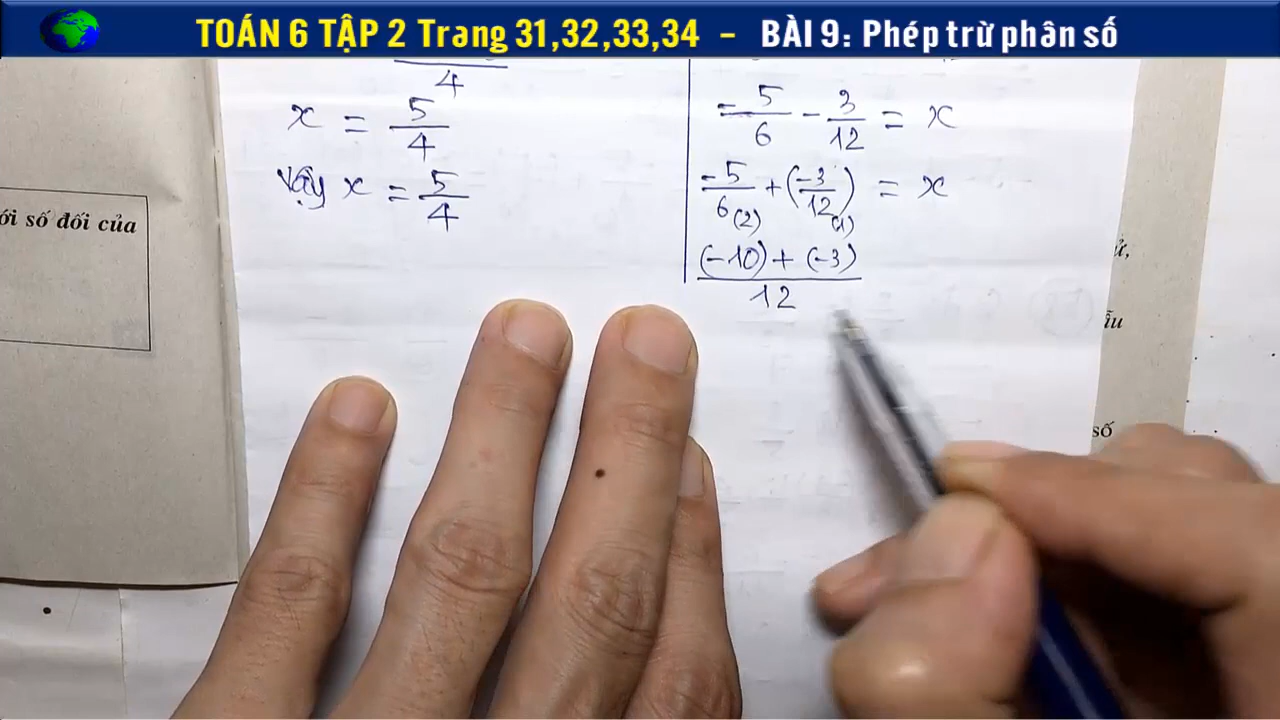 TOÁN 6 TẬP 2 Trang 31,32,33,34 - BÀI 9: Phép trừ phân số
4
x = 5/4
Vậy x = 5/4
-5/6 - 3/12 = x
-5/6 (2) + (-3/12 (1)) = x
(-10) + (-3)
12
ới số đối của
ử,
ẫu
số